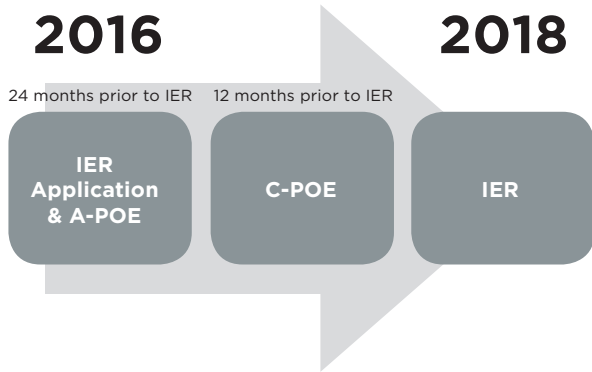 2016
2018
24 months prior to IER
12 months prior to IER
IER
Application
& A-POE
C-POE
IER